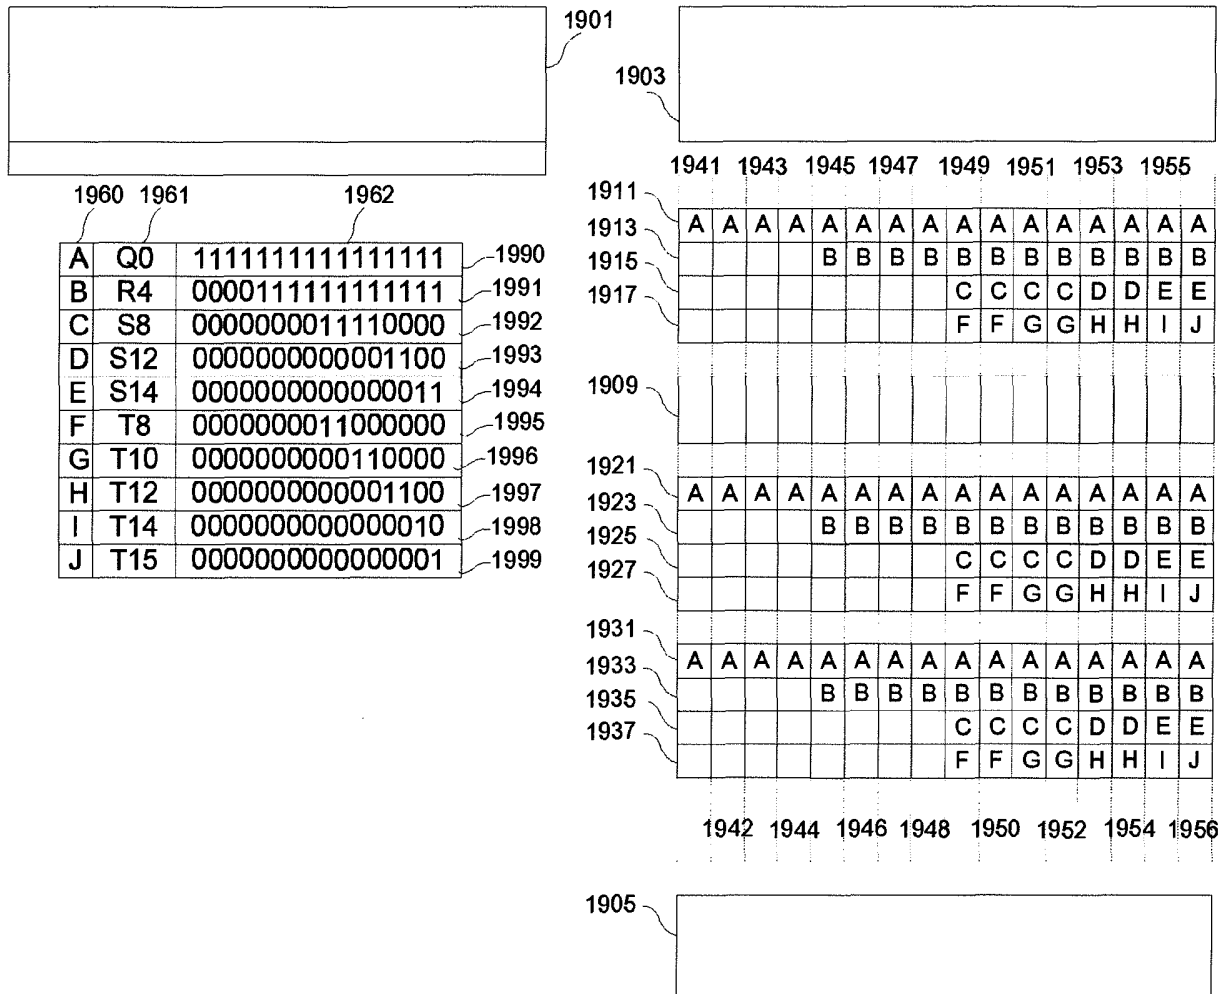 1901
1903
1941 1943 1945 1947 1949 1951 1953 1955
1960 1961 1962
A Q0 1111111111111111 1990
B R4 0000111111111111 1991
C S8 0000000011110000 1992
D S12 0000000000001100 1993
E S14 0000000000000011 1994
F T8 0000000011000000 1995
G T10 0000000000110000 1996
H T12 0000000000001100 1997
I T14 0000000000000010 1998
J T15 0000000000000001 1999
1911 A A A A A A A A A A A A A A A A
1913 B B B B B B B B B B B B
1915 C C C C D D E E
1917 F F G G H H I J
1909
1921 A A A A A A A A A A A A A A A A
1923 B B B B B B B B B B B B
1925 C C C C D D E E
1927 F F G G H H I J
1931 A A A A A A A A A A A A A A A A
1933 B B B B B B B B B B B B
1935 C C C C D D E E
1937 F F G G H H I J
1942 1944 1946 1948 1950 1952 1954 1956
1905